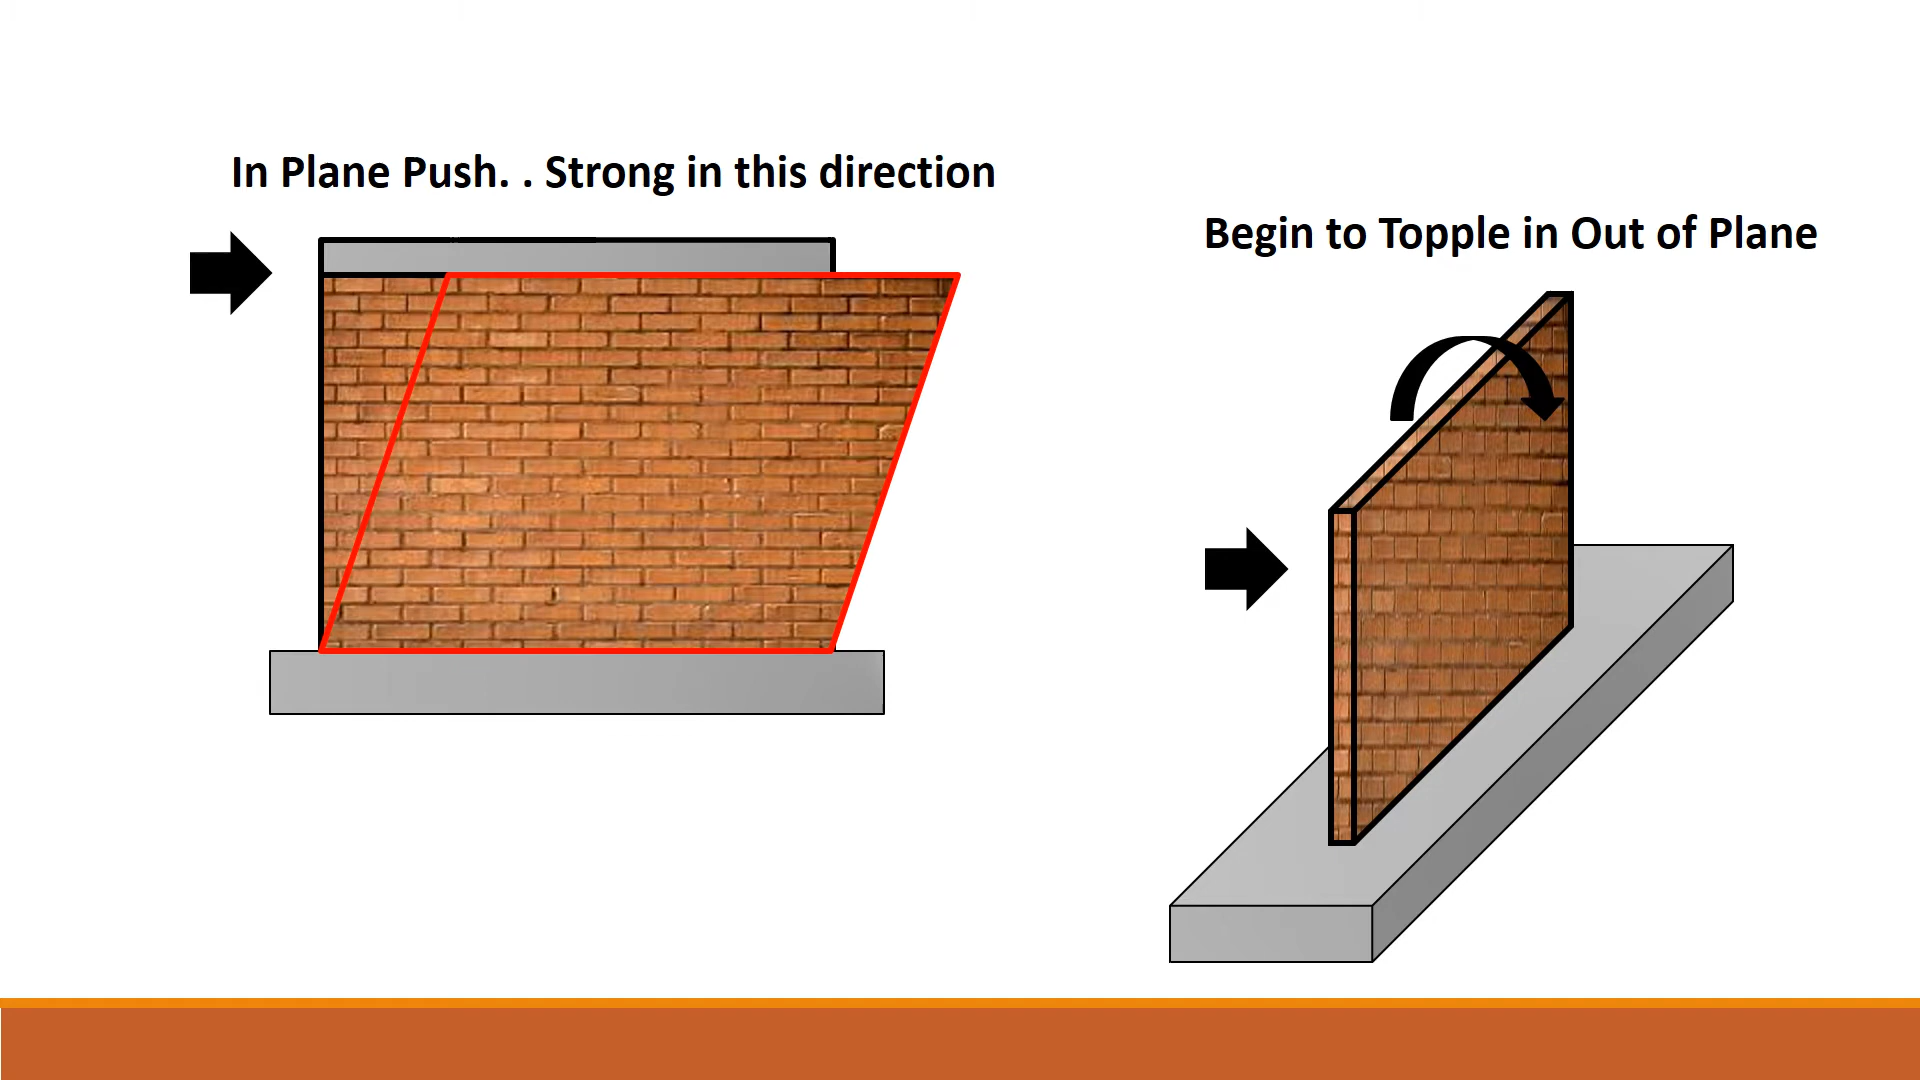 In Plane Push. . Strong in this direction
Begin to Topple in Out of Plane